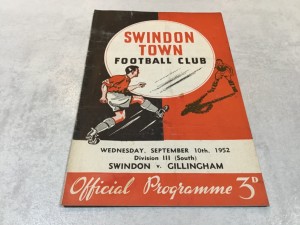 SWINDON
TOWN
FOOTBALL CLUB
WEDNESDAY, SEPTEMBER 10th, 1952
Division III (South)
SWINDON v. GILLINGHAM
Official Programme 3D